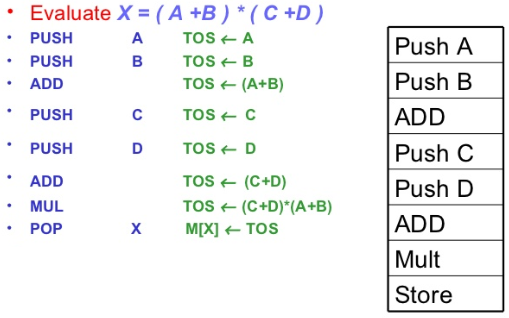 • Evaluate X = ( A +B ) * ( C +D )
• PUSH A TOS ← A
• PUSH B TOS ← B
• ADD TOS ← (A+B)
• PUSH C TOS ← C
• PUSH D TOS ← D
• ADD TOS ← (C+D)
• MUL TOS ← (C+D)*(A+B)
• POP X M[X] ← TOS
Push A
Push B
ADD
Push C
Push D
ADD
Mult
Store